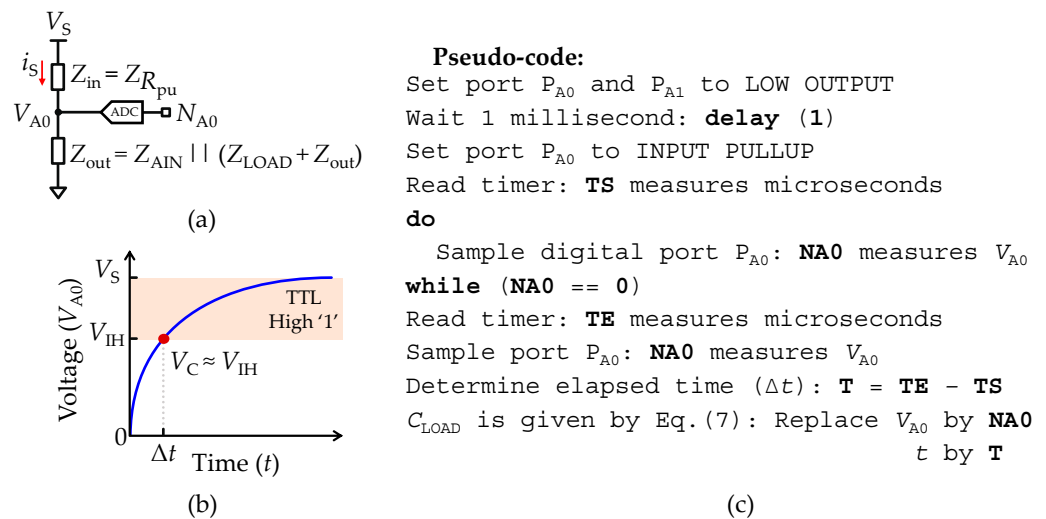 V_S
i_S
Z_in = Z_R_pu
V_A0
ADC
N_A0
Z_out = Z_AIN || (Z_LOAD + Z_out)
(a)
Voltage (V_A0)
V_S
V_IH
0
TTL
High '1'
V_C ≈ V_IH
Δt
Time (t)
(b)
Pseudo-code:
Set port P_A0 and P_A1 to LOW OUTPUT
Wait 1 millisecond: delay (1)
Set port P_A0 to INPUT PULLUP
Read timer: TS measures microseconds
do
Sample digital port P_A0: NA0 measures V_A0
while (NA0 == 0)
Read timer: TE measures microseconds
Sample port P_A0: NA0 measures V_A0
Determine elapsed time (Δt): T = TE – TS
C_LOAD is given by Eq.(7): Replace V_A0 by NA0
t by T
(c)